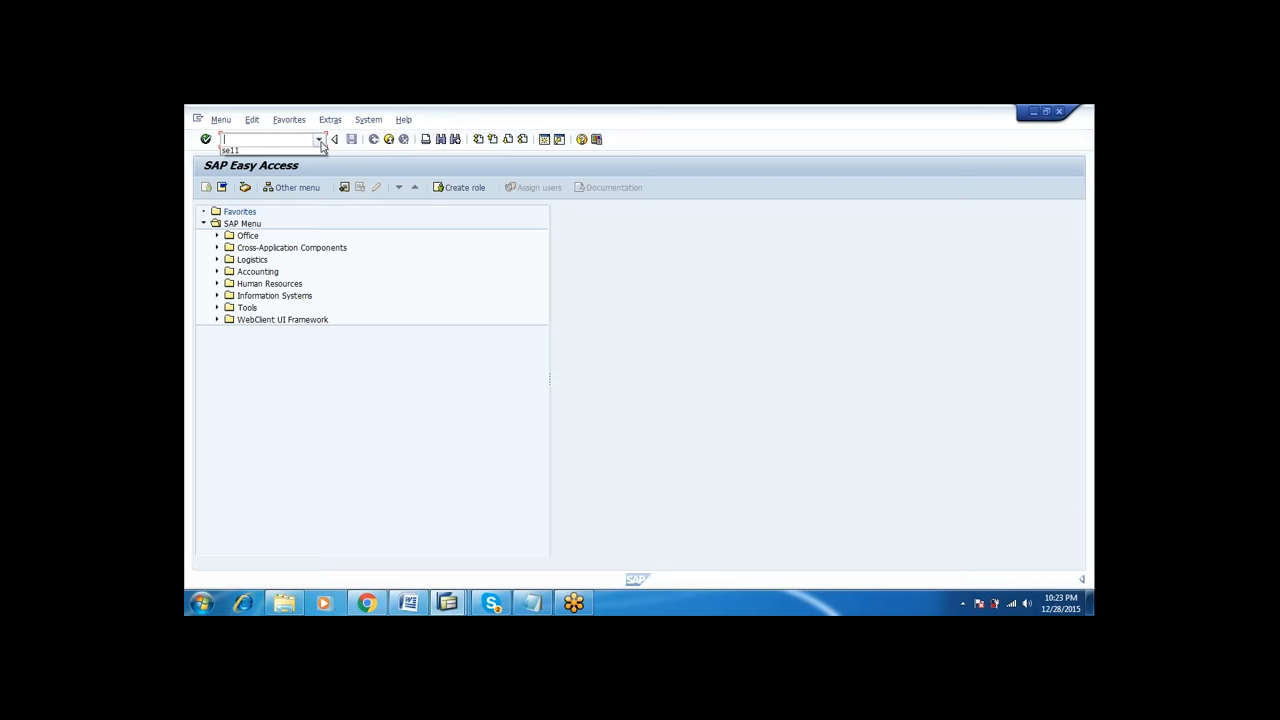 Menu Edit Favorites Extras System Help
se11
SAP Easy Access
Other menu Create role Assign users Documentation
Favorites
SAP Menu
Office
Cross-Application Components
Logistics
Accounting
Human Resources
Information Systems
Tools
WebClient UI Framework
SAP
10:23 PM
12/28/2015